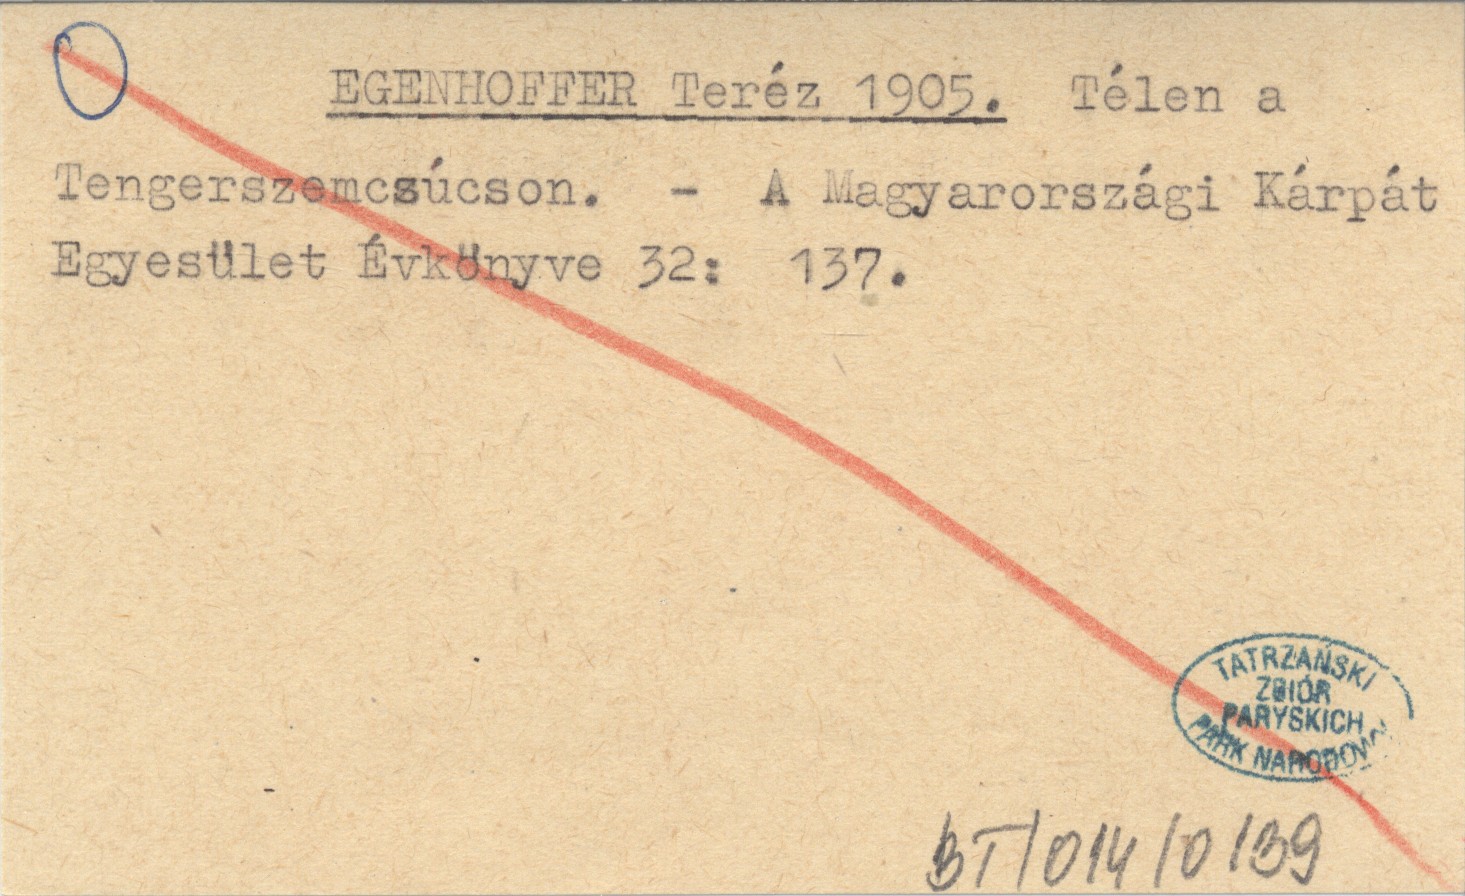 EGENHOFFER Teréz 1905. Télen a
Tengerszemcsúcson. - A Magyarországi Kárpát
Egyesület Évkönyve 32: 137.
TATRZAŃSKI
ZBIÓR
PARYSKICH
PARK NARODOWY
BT/014/0139